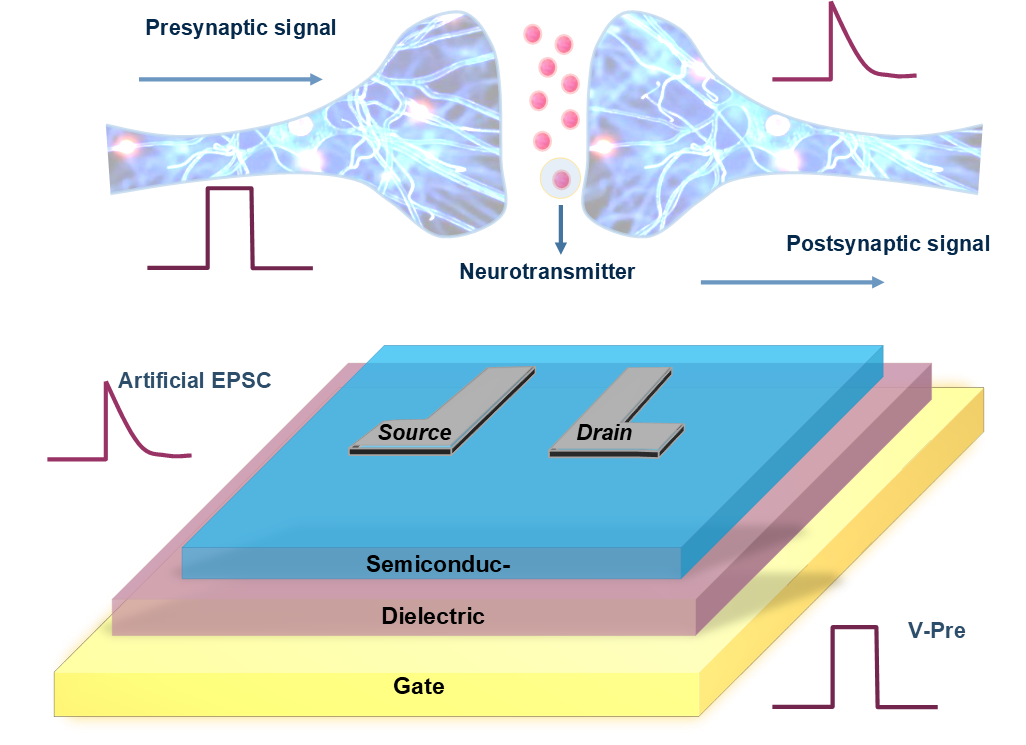 Presynaptic signal
Neurotransmitter
Postsynaptic signal
Artificial EPSC
Source
Drain
Semiconduc-
Dielectric
Gate
V-Pre